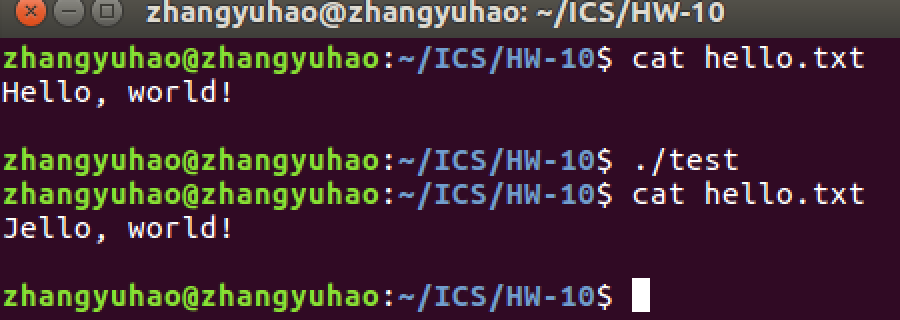 zhangyuhao@zhangyuhao: ~/ICS/HW-10
zhangyuhao@zhangyuhao:~/ICS/HW-10$ cat hello.txt
Hello, world!
zhangyuhao@zhangyuhao:~/ICS/HW-10$ ./test
zhangyuhao@zhangyuhao:~/ICS/HW-10$ cat hello.txt
Jello, world!
zhangyuhao@zhangyuhao:~/ICS/HW-10$